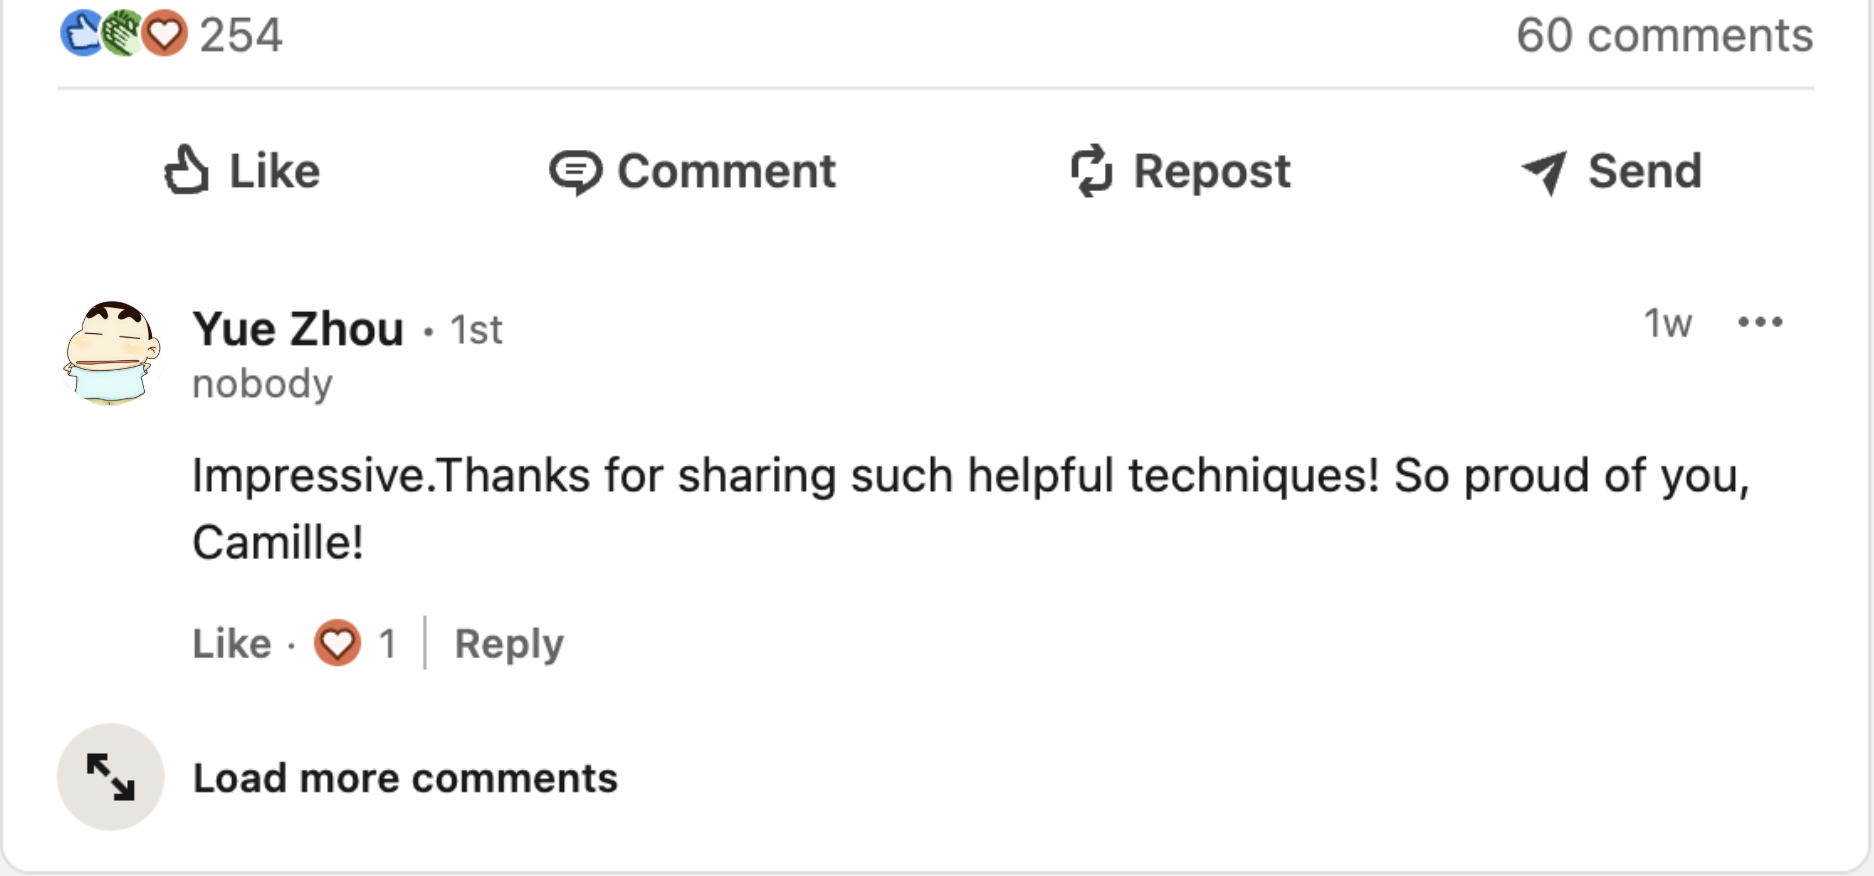 254 60 comments
Like Comment Repost Send
Yue Zhou • 1st 1w
nobody
Impressive.Thanks for sharing such helpful techniques! So proud of you,
Camille!
Like · 1 Reply
Load more comments